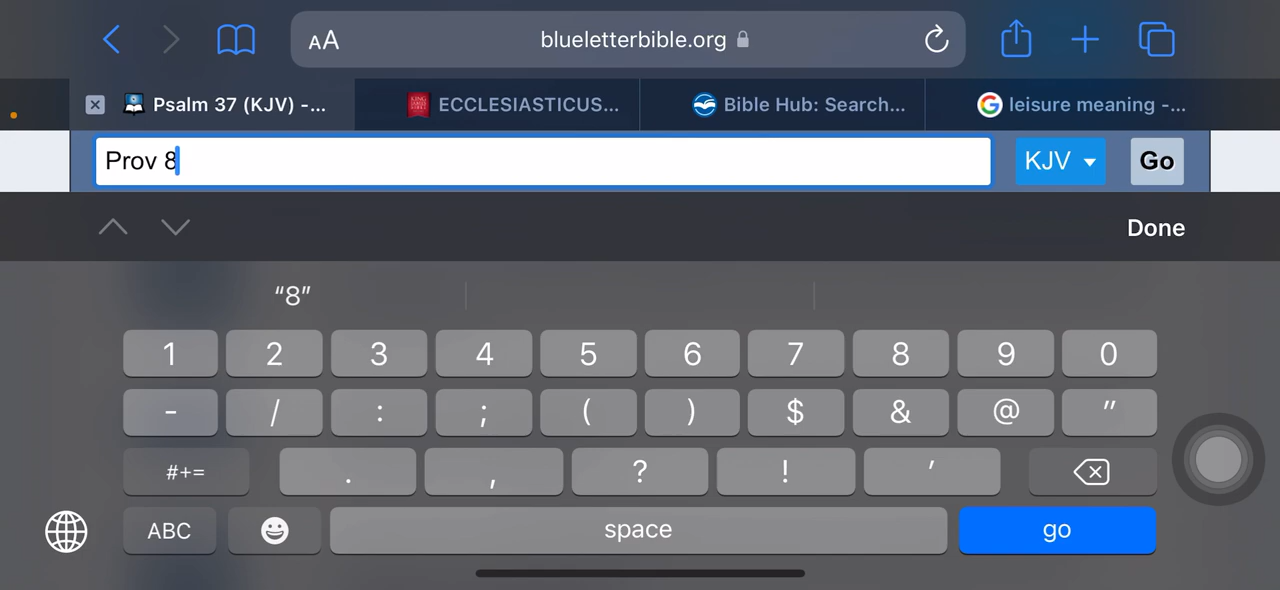 AA blueletterbible.org
Psalm 37 (KJV) -... ECCLESIASTICUS... Bible Hub: Search... leisure meaning -...
Prov 8 KJV Go
Done
“8”
1 2 3 4 5 6 7 8 9 0
- / : ; ( ) $ & @ "
#+= . , ? ! '
ABC space go